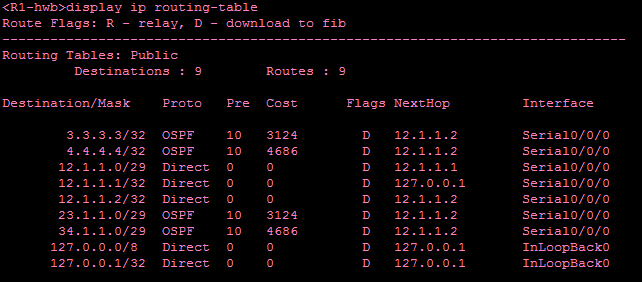 <R1-hwb>display ip routing-table
Route Flags: R - relay, D - download to fib
------------------------------------------------------------------------------
Routing Tables: Public
         Destinations : 9        Routes : 9

Destination/Mask    Proto   Pre  Cost      Flags NextHop         Interface

        3.3.3.3/32  OSPF    10   3124        D   12.1.1.2        Serial0/0/0
        4.4.4.4/32  OSPF    10   4686        D   12.1.1.2        Serial0/0/0
       12.1.1.0/29  Direct  0    0           D   12.1.1.1        Serial0/0/0
       12.1.1.1/32  Direct  0    0           D   127.0.0.1       Serial0/0/0
       12.1.1.2/32  Direct  0    0           D   12.1.1.2        Serial0/0/0
       23.1.1.0/29  OSPF    10   3124        D   12.1.1.2        Serial0/0/0
       34.1.1.0/29  OSPF    10   4686        D   12.1.1.2        Serial0/0/0
      127.0.0.0/8   Direct  0    0           D   127.0.0.1       InLoopBack0
      127.0.0.1/32  Direct  0    0           D   127.0.0.1       InLoopBack0